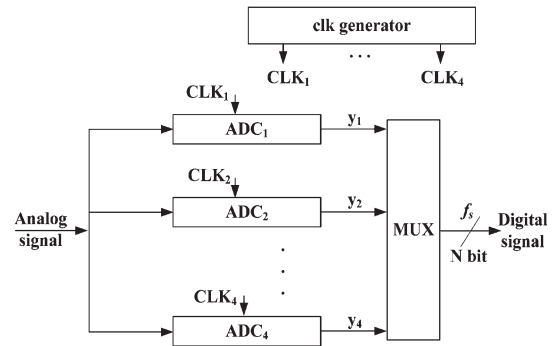 clk generator
CLK₁
. . .
CLK₄
CLK₁
ADC₁
y₁
CLK₂
ADC₂
y₂
Analog
signal
MUX
fₛ
N bit
Digital
signal
CLK₄
ADC₄
y₄